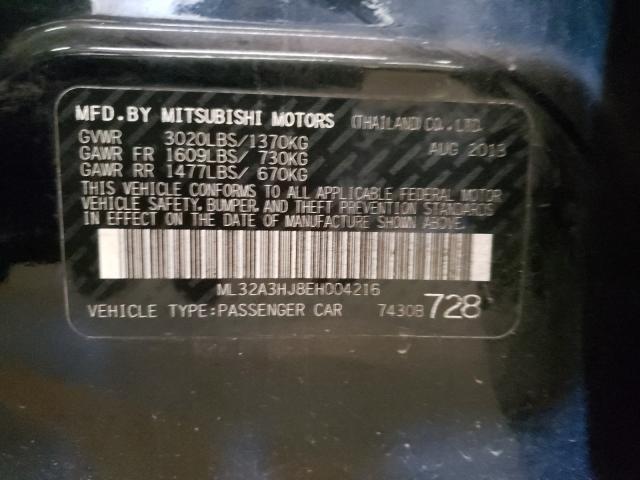 MFD.BY MITSUBISHI MOTORS (THAILAND) CO., LTD.
GVWR 3020LBS/1370KG AUG 2013
GAWR FR 1609LBS/ 730KG
GAWR RR 1477LBS/ 670KG
THIS VEHICLE CONFORMS TO ALL APPLICABLE FEDERAL MOTOR
VEHICLE SAFETY, BUMPER, AND THEFT PREVENTION STANDARDS
IN EFFECT ON THE DATE OF MANUFACTURE SHOWN ABOVE.
ML32A3HJ8EH004216
VEHICLE TYPE:PASSENGER CAR 7430B 728